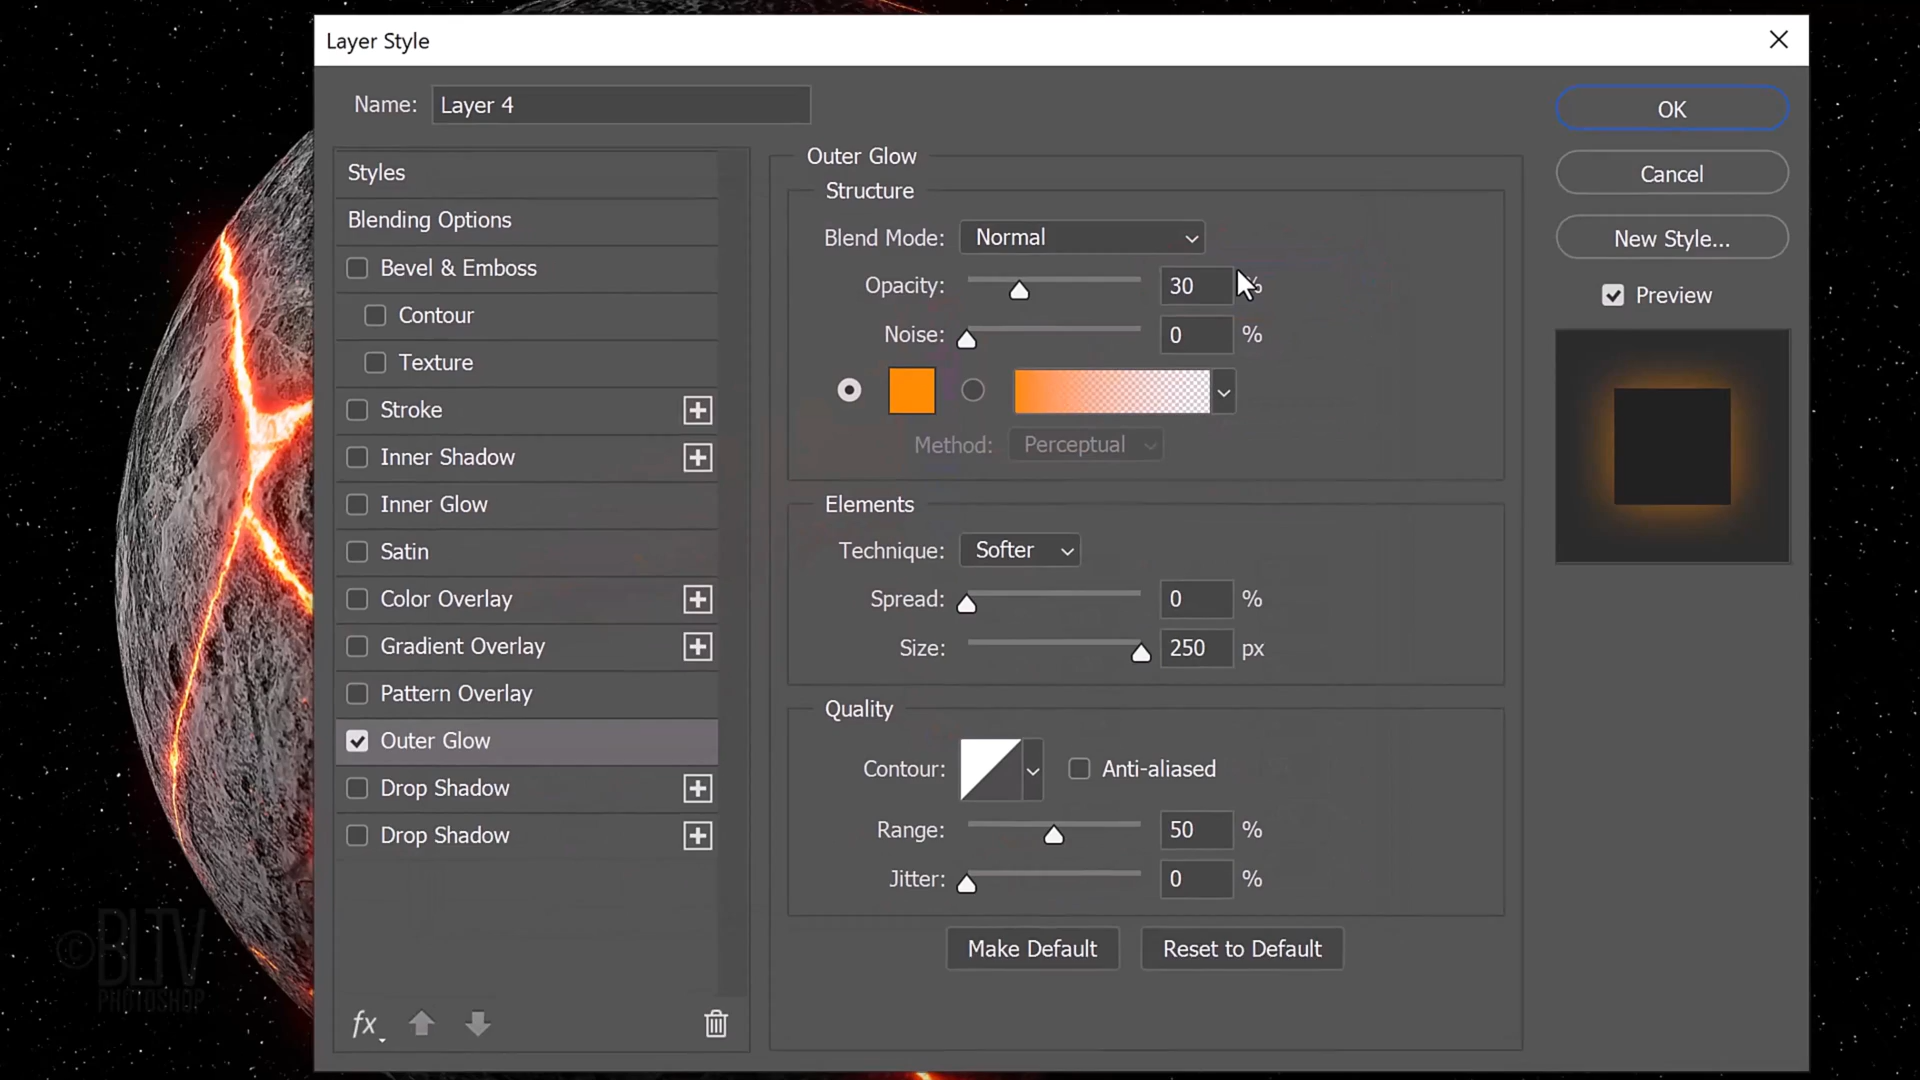 Layer Style
Name: Layer 4
OK
Cancel
New Style...
Preview
Styles
Blending Options
Bevel & Emboss
Contour
Texture
Stroke
Inner Shadow
Inner Glow
Satin
Color Overlay
Gradient Overlay
Pattern Overlay
Outer Glow
Drop Shadow
Drop Shadow
fx
Outer Glow
Structure
Blend Mode: Normal
Opacity: 30 %
Noise: 0 %
Method: Perceptual
Elements
Technique: Softer
Spread: 0 %
Size: 250 px
Quality
Contour: Anti-aliased
Range: 50 %
Jitter: 0 %
Make Default Reset to Default
©BLTV
PHOTOSHOP